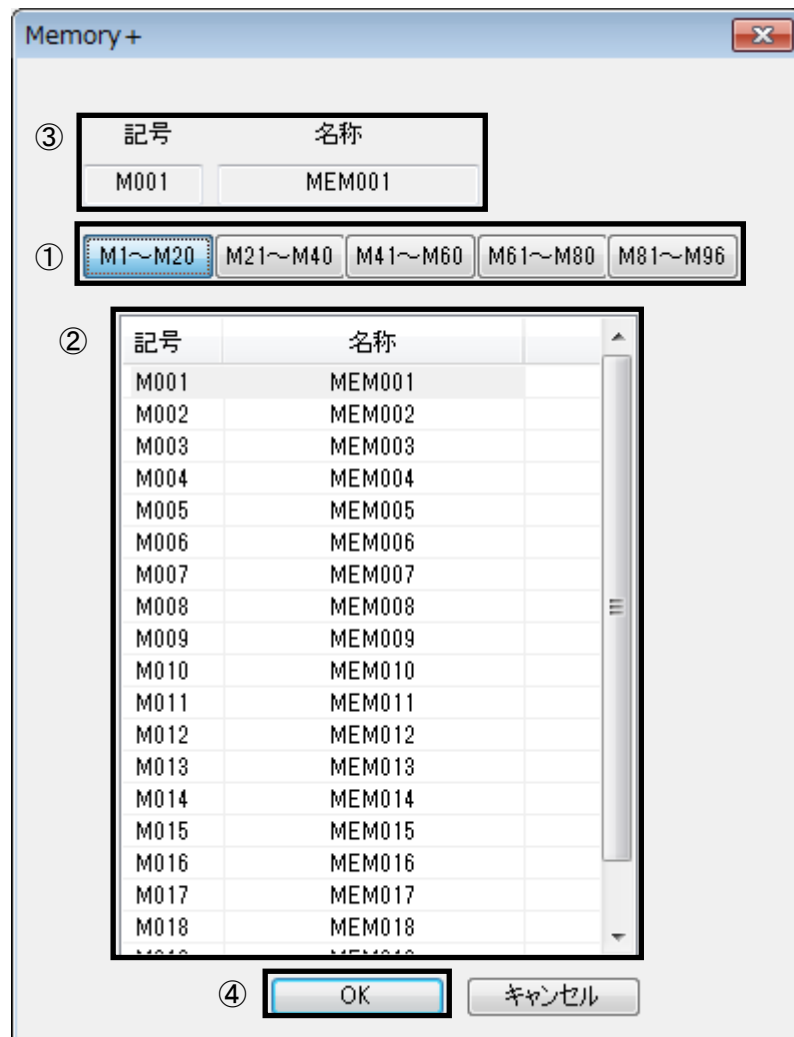 Memory+
③ 記号 名称
M001 MEM001
① M1～M20 M21～M40 M41～M60 M61～M80 M81～M96
② 記号 名称
M001 MEM001
M002 MEM002
M003 MEM003
M004 MEM004
M005 MEM005
M006 MEM006
M007 MEM007
M008 MEM008
M009 MEM009
M010 MEM010
M011 MEM011
M012 MEM012
M013 MEM013
M014 MEM014
M015 MEM015
M016 MEM016
M017 MEM017
M018 MEM018
④ OK キャンセル